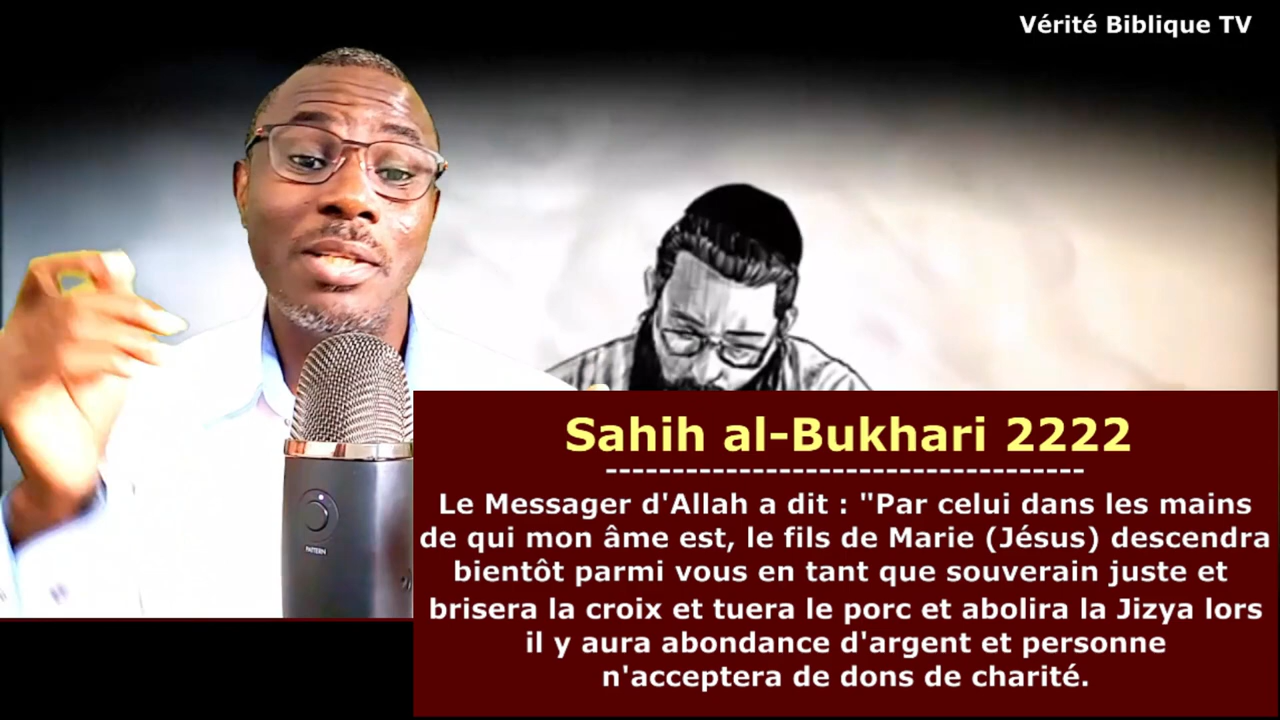 Vérité Biblique TV
Sahih al-Bukhari 2222
------------------------------------
Le Messager d'Allah a dit : "Par celui dans les mains
de qui mon âme est, le fils de Marie (Jésus) descendra
bientôt parmi vous en tant que souverain juste et
brisera la croix et tuera le porc et abolira la Jizya lors
il y aura abondance d'argent et personne
n'acceptera de dons de charité.
PATTERN